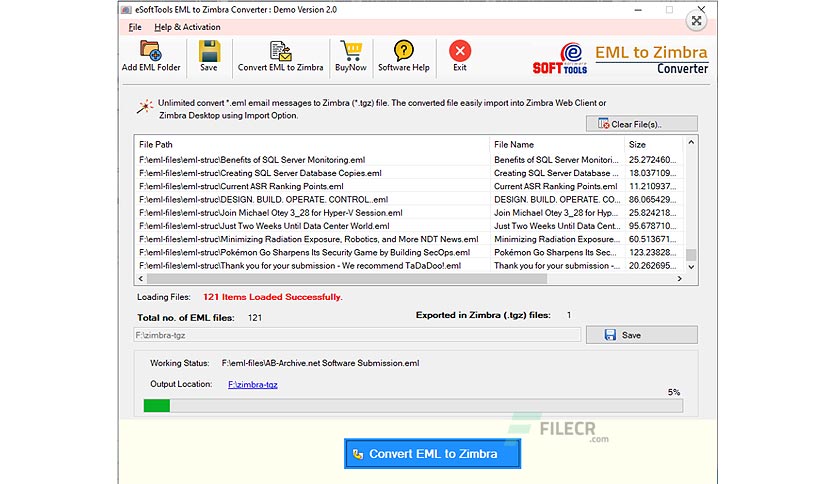 eSoftTools EML to Zimbra Converter : Demo Version 2.0
File Help & Activation
Add EML Folder Save Convert EML to Zimbra BuyNow Software Help Exit
e software
SOFT TOOLS
EML to Zimbra
Converter
Unlimited convert *.eml email messages to Zimbra (*.tgz) file. The converted file easily import into Zimbra Web Client or
Zimbra Desktop using Import Option.
Clear File(s)..
File Path File Name Size
F:\eml-files\eml-struc\Benefits of SQL Server Monitoring.eml Benefits of SQL Server Monitori... 25.272460...
F:\eml-files\eml-struc\Creating SQL Server Database Copies.eml Creating SQL Server Database ... 18.037109...
F:\eml-files\eml-struc\Current ASR Ranking Points.eml Current ASR Ranking Points.eml 11.210937...
F:\eml-files\eml-struc\DESIGN. BUILD. OPERATE. CONTROL..eml DESIGN. BUILD. OPERATE. CO... 86.065429...
F:\eml-files\eml-struc\Join Michael Otey 3_28 for Hyper-V Session.eml Join Michael Otey 3_28 for Hyp... 25.824218...
F:\eml-files\eml-struc\Just Two Weeks Until Data Center World.eml Just Two Weeks Until Data Cent... 95.678710...
F:\eml-files\eml-struc\Minimizing Radiation Exposure, Robotics, and More NDT News.eml Minimizing Radiation Exposure... 60.513671...
F:\eml-files\eml-struc\Pokémon Go Sharpens Its Security Game by Building SecOps.eml Pokémon Go Sharpens Its Sec... 123.23828...
F:\eml-files\eml-struc\Thank you for your submission - We recommend TaDaDoo!.eml Thank you for your submission -... 20.262695...
Loading Files: 121 Items Loaded Successfully.
Total no. of EML files: 121 Exported in Zimbra (.tgz) files: 1
F:\zimbra-tgz Save
Working Status: F:\eml-files\AB-Archive.net Software Submission.eml
Output Location: F:\zimbra-tgz
5%
FILECR
.com
Convert EML to Zimbra